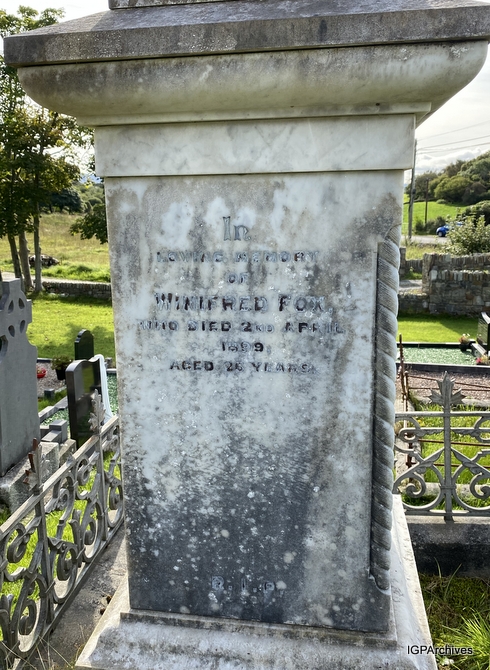 In
LOVING MEMORY
OF
WINIFRED FOX
WHO DIED 2ND APRIL
1899
AGED 26 YEARS.
R.I.P.
IGPArchives